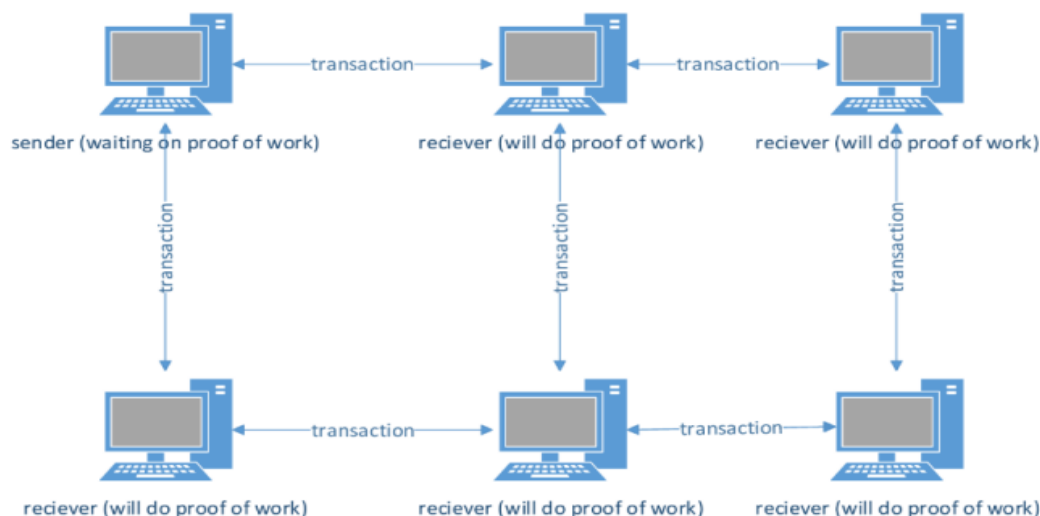 transaction
transaction
sender (waiting on proof of work)
reciever (will do proof of work)
reciever (will do proof of work)
transaction
transaction
transaction
transaction
transaction
reciever (will do proof of work)
reciever (will do proof of work)
reciever (will do proof of work)